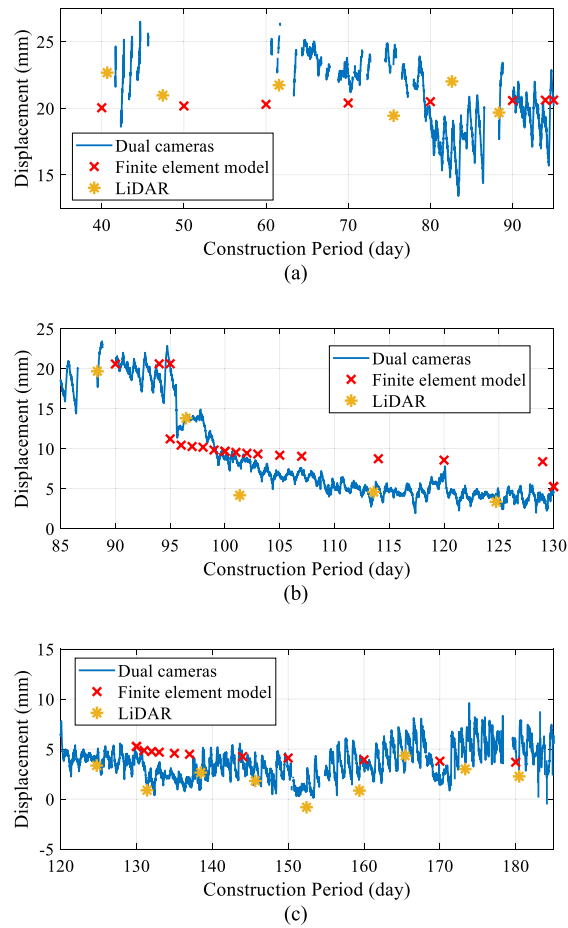 25
20
15
Displacement (mm)
Dual cameras
Finite element model
LiDAR
40 50 60 70 80 90
Construction Period (day)
(a)
25
20
15
10
5
0
Displacement (mm)
Dual cameras
Finite element model
LiDAR
85 90 95 100 105 110 115 120 125 130
Construction Period (day)
(b)
15
10
5
0
-5
Displacement (mm)
Dual cameras
Finite element model
LiDAR
120 130 140 150 160 170 180
Construction Period (day)
(c)